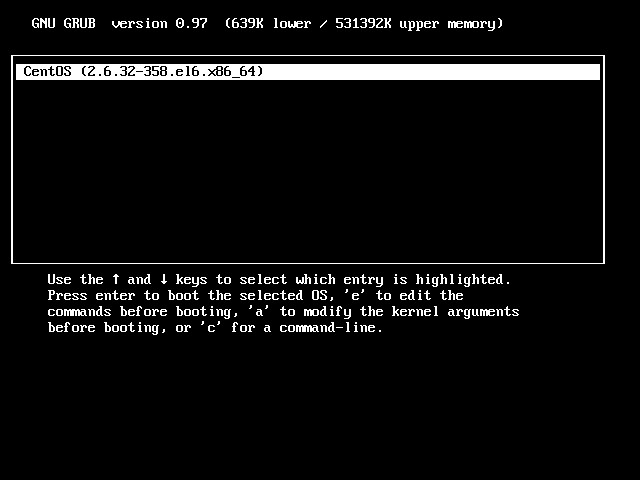 GNU GRUB  version 0.97  (639K lower / 531392K upper memory)
CentOS (2.6.32-358.el6.x86_64)
Use the ↑ and ↓ keys to select which entry is highlighted.
Press enter to boot the selected OS, 'e' to edit the
commands before booting, 'a' to modify the kernel arguments
before booting, or 'c' for a command-line.